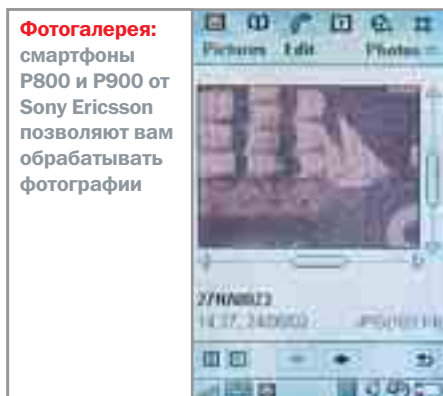 Фотогалерея:
смартфоны
P800 и P900 от
Sony Ericsson
позволяют вам
обрабатывать
фотографии
Pictures Edit Photos